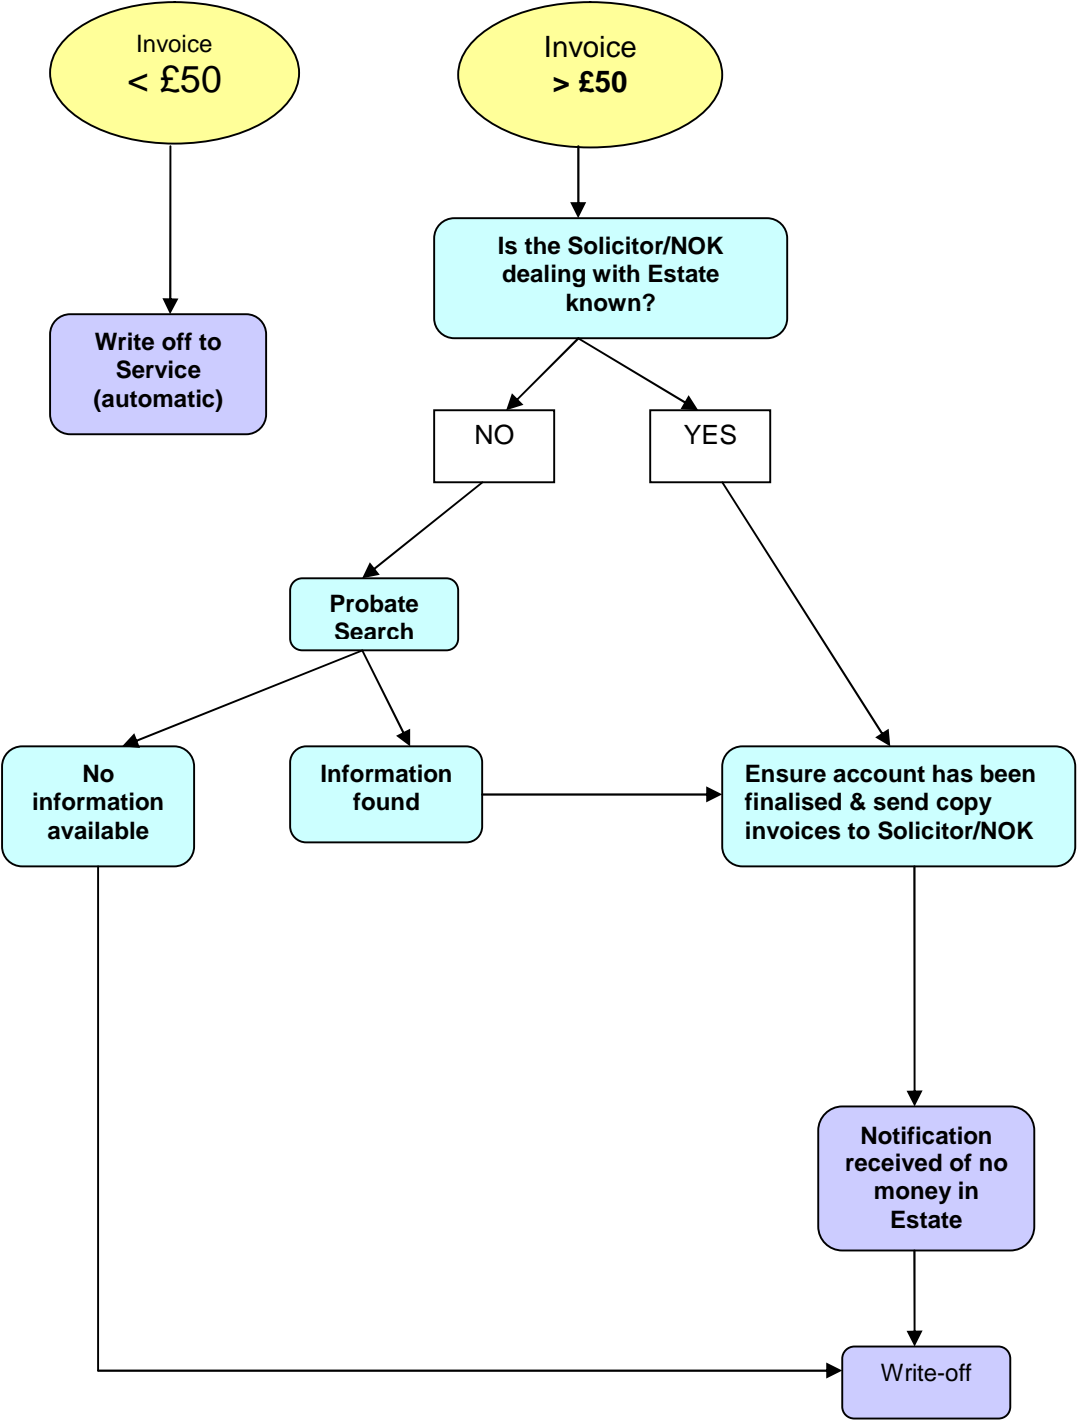 Invoice
< £50
Invoice
> £50
Is the Solicitor/NOK
dealing with Estate
known?
Write off to
Service
(automatic)
NO
YES
Probate
Search
No
information
available
Information
found
Ensure account has been
finalised & send copy
invoices to Solicitor/NOK
Notification
received of no
money in
Estate
Write-off